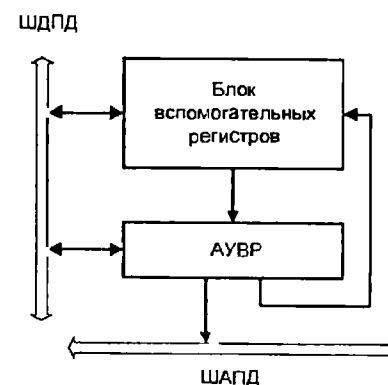 ШДПД
Блок
вспомогательных
регистров
АУВР
ШАПД